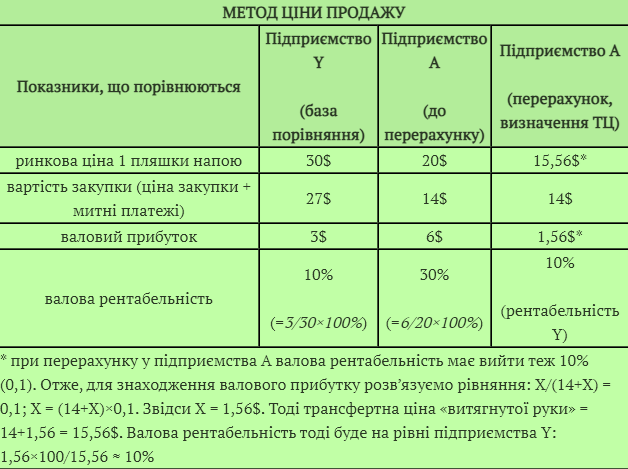 МЕТОД ЦІНИ ПРОДАЖУ
Показники, що порівнюються
Підприємство
Y
(база
порівняння)
Підприємство
А
(до
перерахунку)
Підприємство А
(перерахунок,
визначення ТЦ)
ринкова ціна 1 пляшки напою
30$
20$
15,56$*
вартість закупки (ціна закупки +
митні платежі)
27$
14$
14$
валовий прибуток
3$
6$
1,56$*
валова рентабельність
10%
(=3/30×100%)
30%
(=6/20×100%)
10%
(рентабельність
Y)
* при перерахунку у підприємства А валова рентабельність має вийти теж 10%
(0,1). Отже, для знаходження валового прибутку розв’язуємо рівняння: Х/(14+Х) =
0,1; Х = (14+Х)×0,1. Звідси Х = 1,56$. Тоді трансфертна ціна «витягнутої руки» =
14+1,56 = 15,56$. Валова рентабельність тоді буде на рівні підприємства Y:
1,56×100/15,56 ≈ 10%